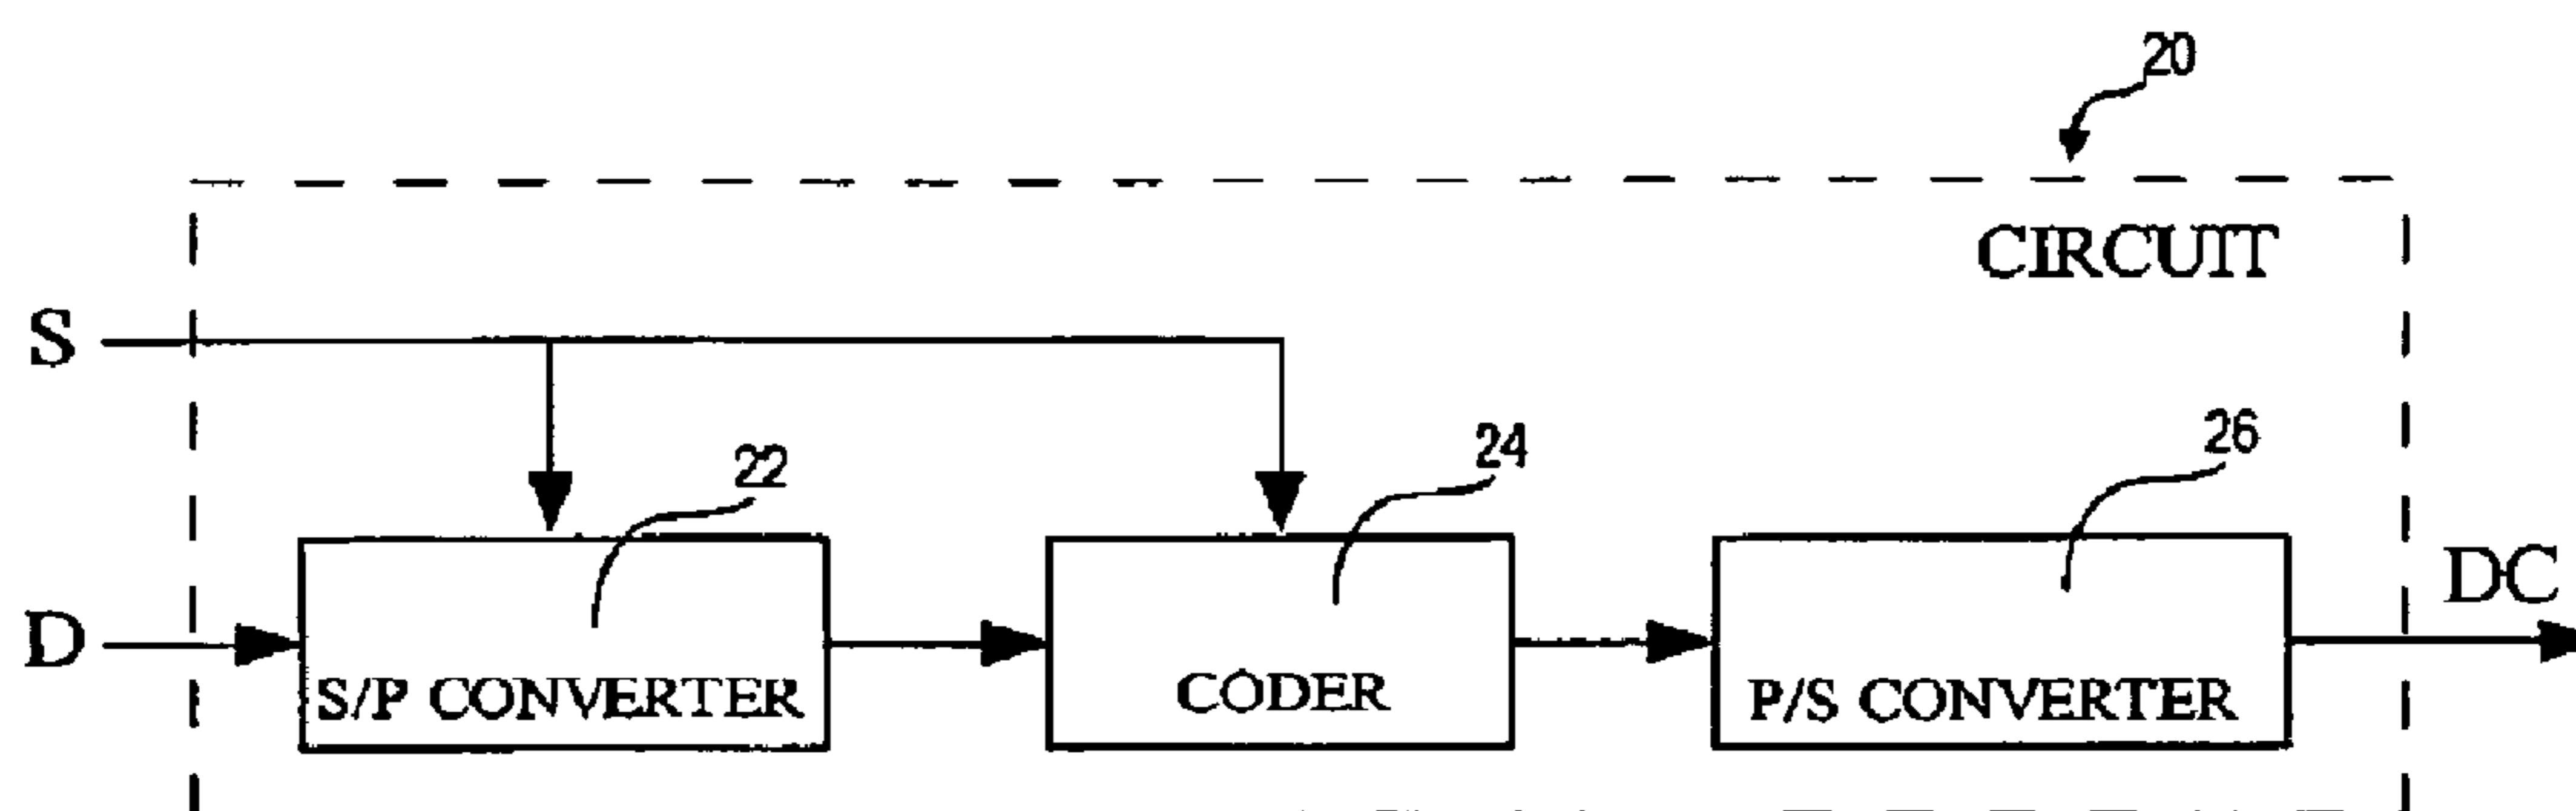 20
CIRCUIT
S
22
24
26
D
S/P CONVERTER
CODER
P/S CONVERTER
DC